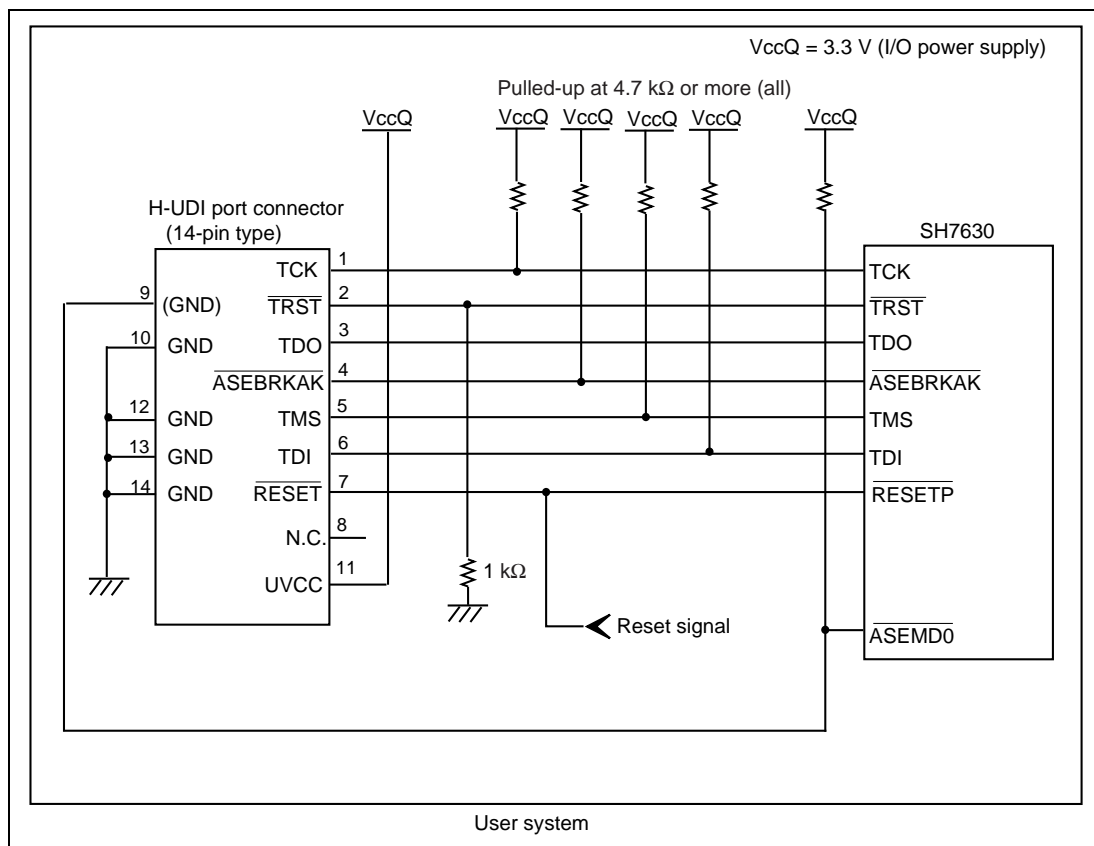 VccQ = 3.3 V (I/O power supply)
Pulled-up at 4.7 kΩ or more (all)
VccQ VccQ VccQ VccQ VccQ VccQ
H-UDI port connector
(14-pin type)
SH7630
TCK 1 TCK
9 (GND) TRST 2 TRST
10 GND TDO 3 TDO
ASEBRKAK 4 ASEBRKAK
12 GND TMS 5 TMS
13 GND TDI 6 TDI
14 GND RESET 7 RESETP
N.C. 8
UVCC 11
1 kΩ
Reset signal
ASEMD0
User system